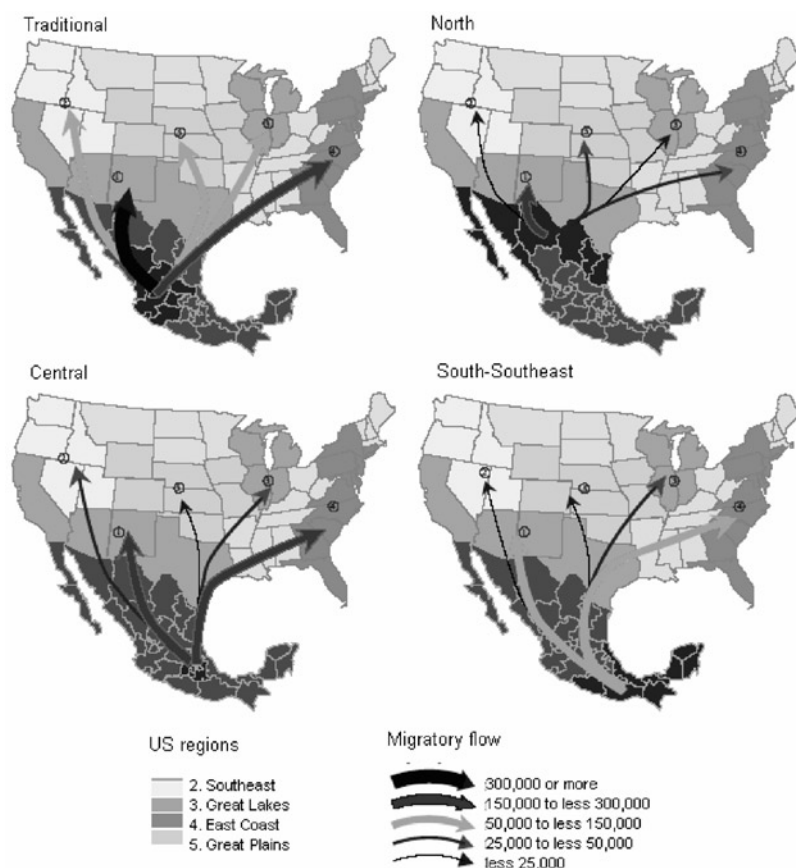 Traditional
North
Central
South-Southeast
US regions
2. Southeast
3. Great Lakes
4. East Coast
5. Great Plains
Migratory flow
300,000 or more
150,000 to less 300,000
50,000 to less 150,000
25,000 to less 50,000
less 25,000